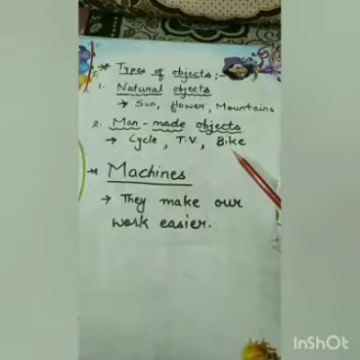 * Types of objects :-
1. Natural objects
→ Sun, flower, Mountains
2. Man-made objects
→ Cycle, T.V., Bike
* Machines
→ They make our
work easier.
InShOt